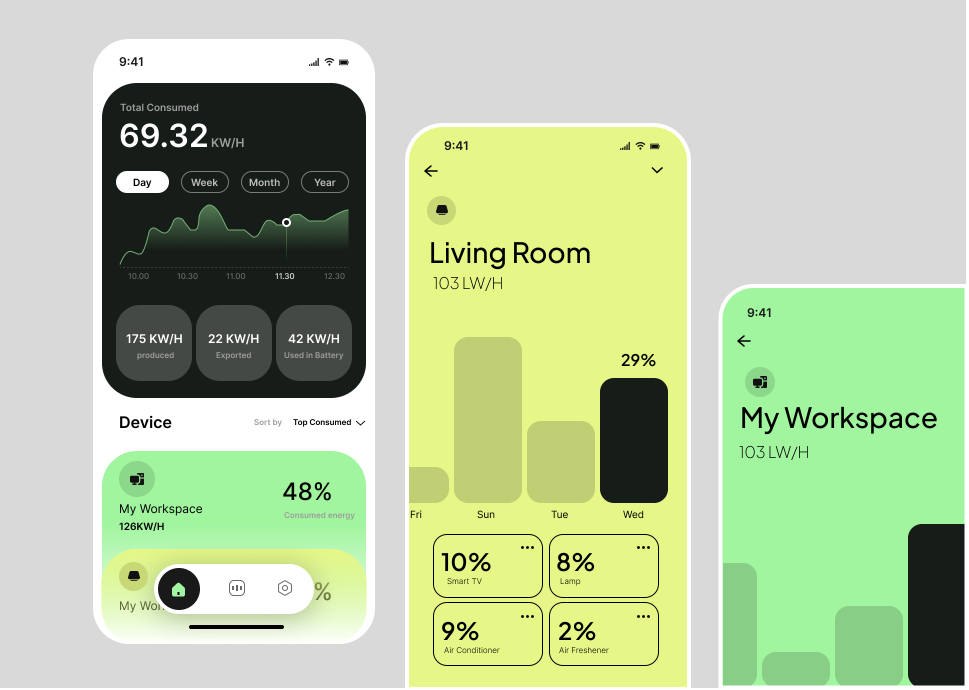 9:41
Total Consumed
69.32 KW/H
Day Week Month Year
10.00 10.30 11.00 11.30 12.30
175 KW/H 22 KW/H 42 KW/H
produced Exported Used in Battery
Device Sort by Top Consumed
My Workspace
126KW/H
48%
Consumed energy
My Wor
%
9:41
Living Room
103 LW/H
29%
Fri Sun Tue Wed
10% 8%
Smart TV Lamp
9% 2%
Air Conditioner Air Freshener
9:41
My Workspace
103 LW/H